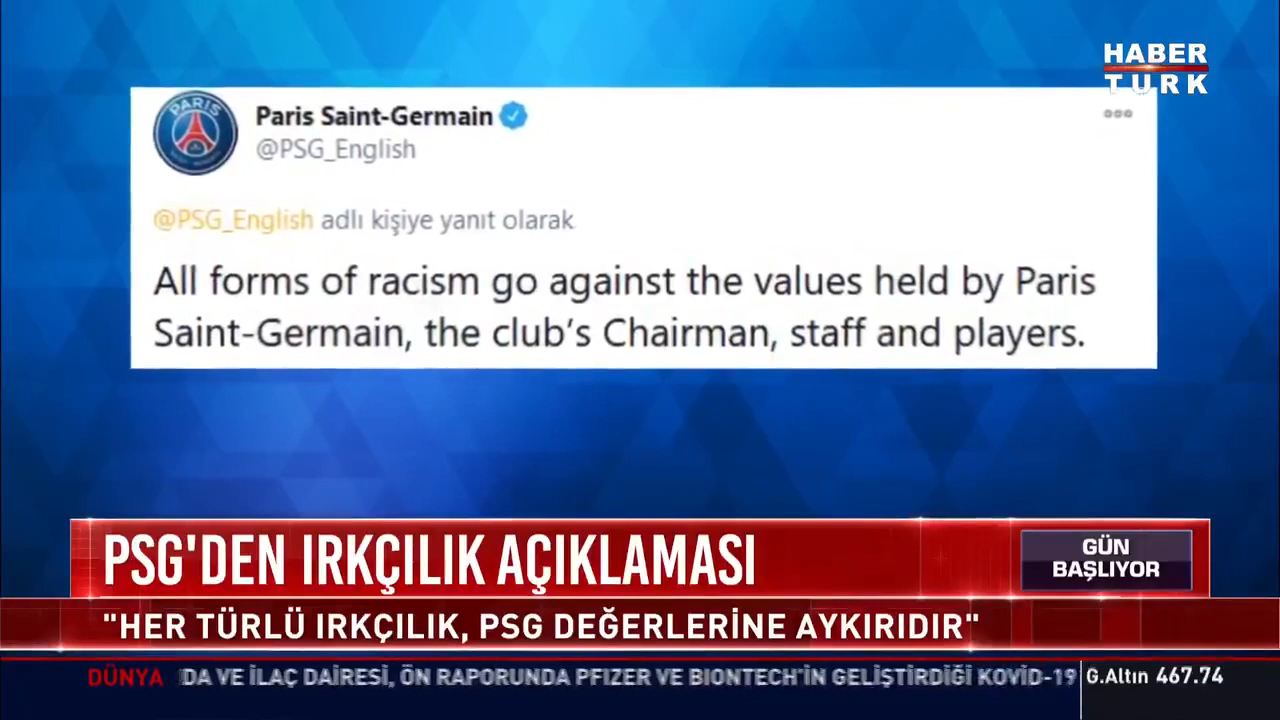 HABER
TÜRK
PARIS
Paris Saint-Germain
@PSG_English
@PSG_English adlı kişiye yanıt olarak
All forms of racism go against the values held by Paris
Saint-Germain, the club’s Chairman, staff and players.
PSG'DEN IRKÇILIK AÇIKLAMASI
GÜN
BAŞLIYOR
"HER TÜRLÜ IRKÇILIK, PSG DEĞERLERİNE AYKIRIDIR"
DÜNYA DA VE İLAÇ DAİRESİ, ÖN RAPORUNDA PFIZER VE BIONTECH'İN GELİŞTİRDİĞİ KOVİD-19 G.Altın 467.74